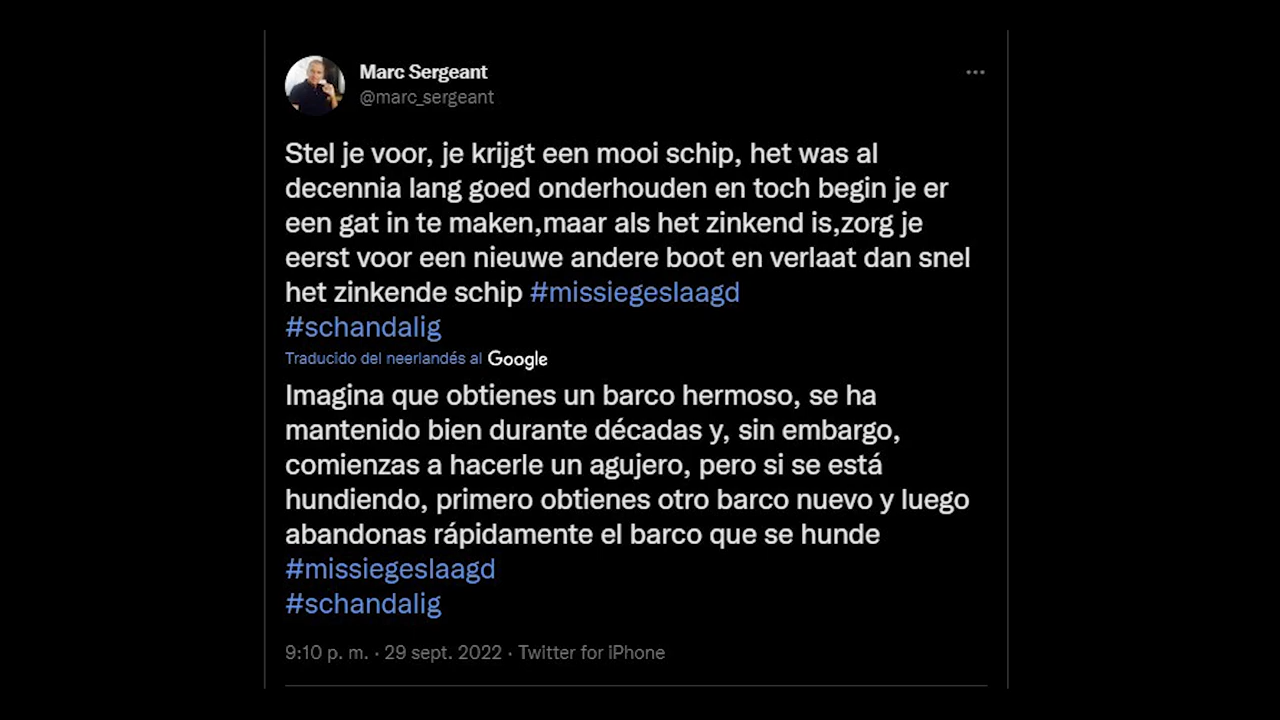 Marc Sergeant
@marc_sergeant
Stel je voor, je krijgt een mooi schip, het was al
decennia lang goed onderhouden en toch begin je er
een gat in te maken,maar als het zinkend is,zorg je
eerst voor een nieuwe andere boot en verlaat dan snel
het zinkende schip #missiegeslaagd
#schandalig
Traducido del neerlandés al Google
Imagina que obtienes un barco hermoso, se ha
mantenido bien durante décadas y, sin embargo,
comienzas a hacerle un agujero, pero si se está
hundiendo, primero obtienes otro barco nuevo y luego
abandonas rápidamente el barco que se hunde
#missiegeslaagd
#schandalig
9:10 p. m. · 29 sept. 2022 · Twitter for iPhone